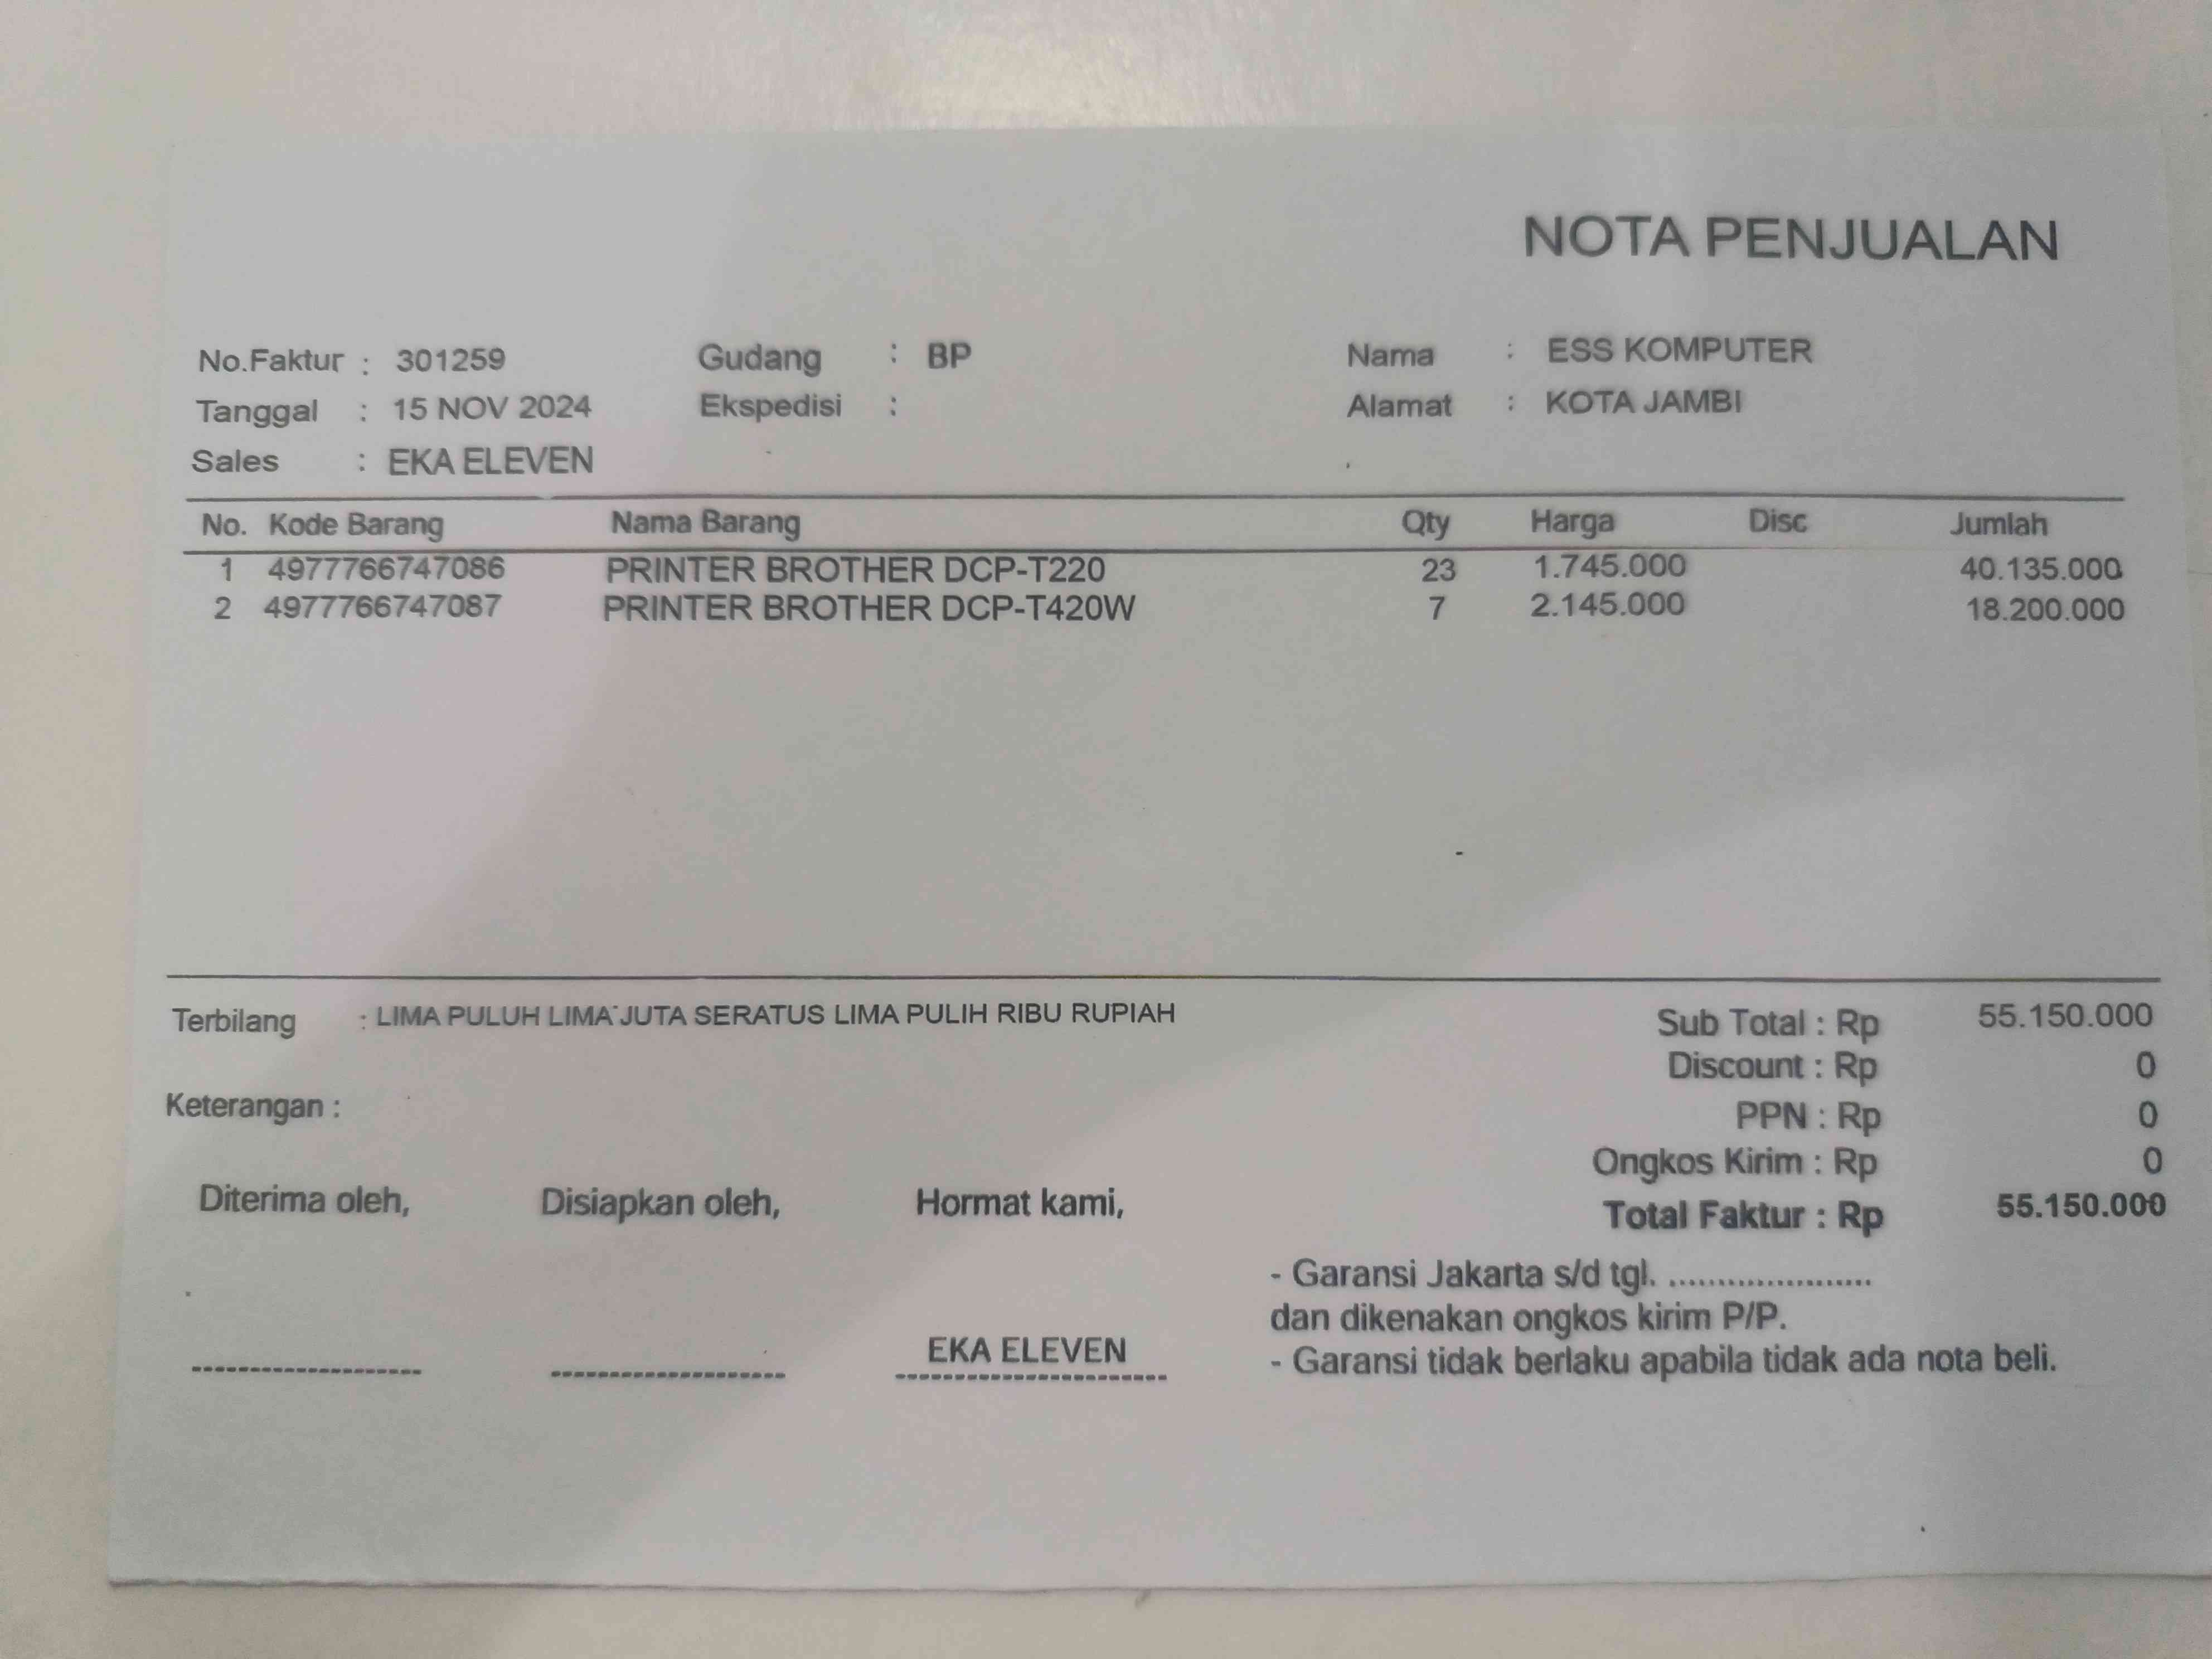 NOTA PENJUALAN
No.Faktur : 301259 Gudang : BP Nama : ESS KOMPUTER
Tanggal : 15 NOV 2024 Ekspedisi : Alamat : KOTA JAMBI
Sales : EKA ELEVEN
No. Kode Barang Nama Barang Qty Harga Disc Jumlah
1 4977766747086 PRINTER BROTHER DCP-T220 23 1.745.000 40.135.000
2 4977766747087 PRINTER BROTHER DCP-T420W 7 2.145.000 18.200.000
Terbilang : LIMA PULUH LIMA JUTA SERATUS LIMA PULIH RIBU RUPIAH Sub Total : Rp 55.150.000
Discount : Rp 0
Keterangan : PPN : Rp 0
Ongkos Kirim : Rp 0
Diterima oleh, Disiapkan oleh, Hormat kami, Total Faktur : Rp 55.150.000
- Garansi Jakarta s/d tgl. ......................
dan dikenakan ongkos kirim P/P.
EKA ELEVEN - Garansi tidak berlaku apabila tidak ada nota beli.